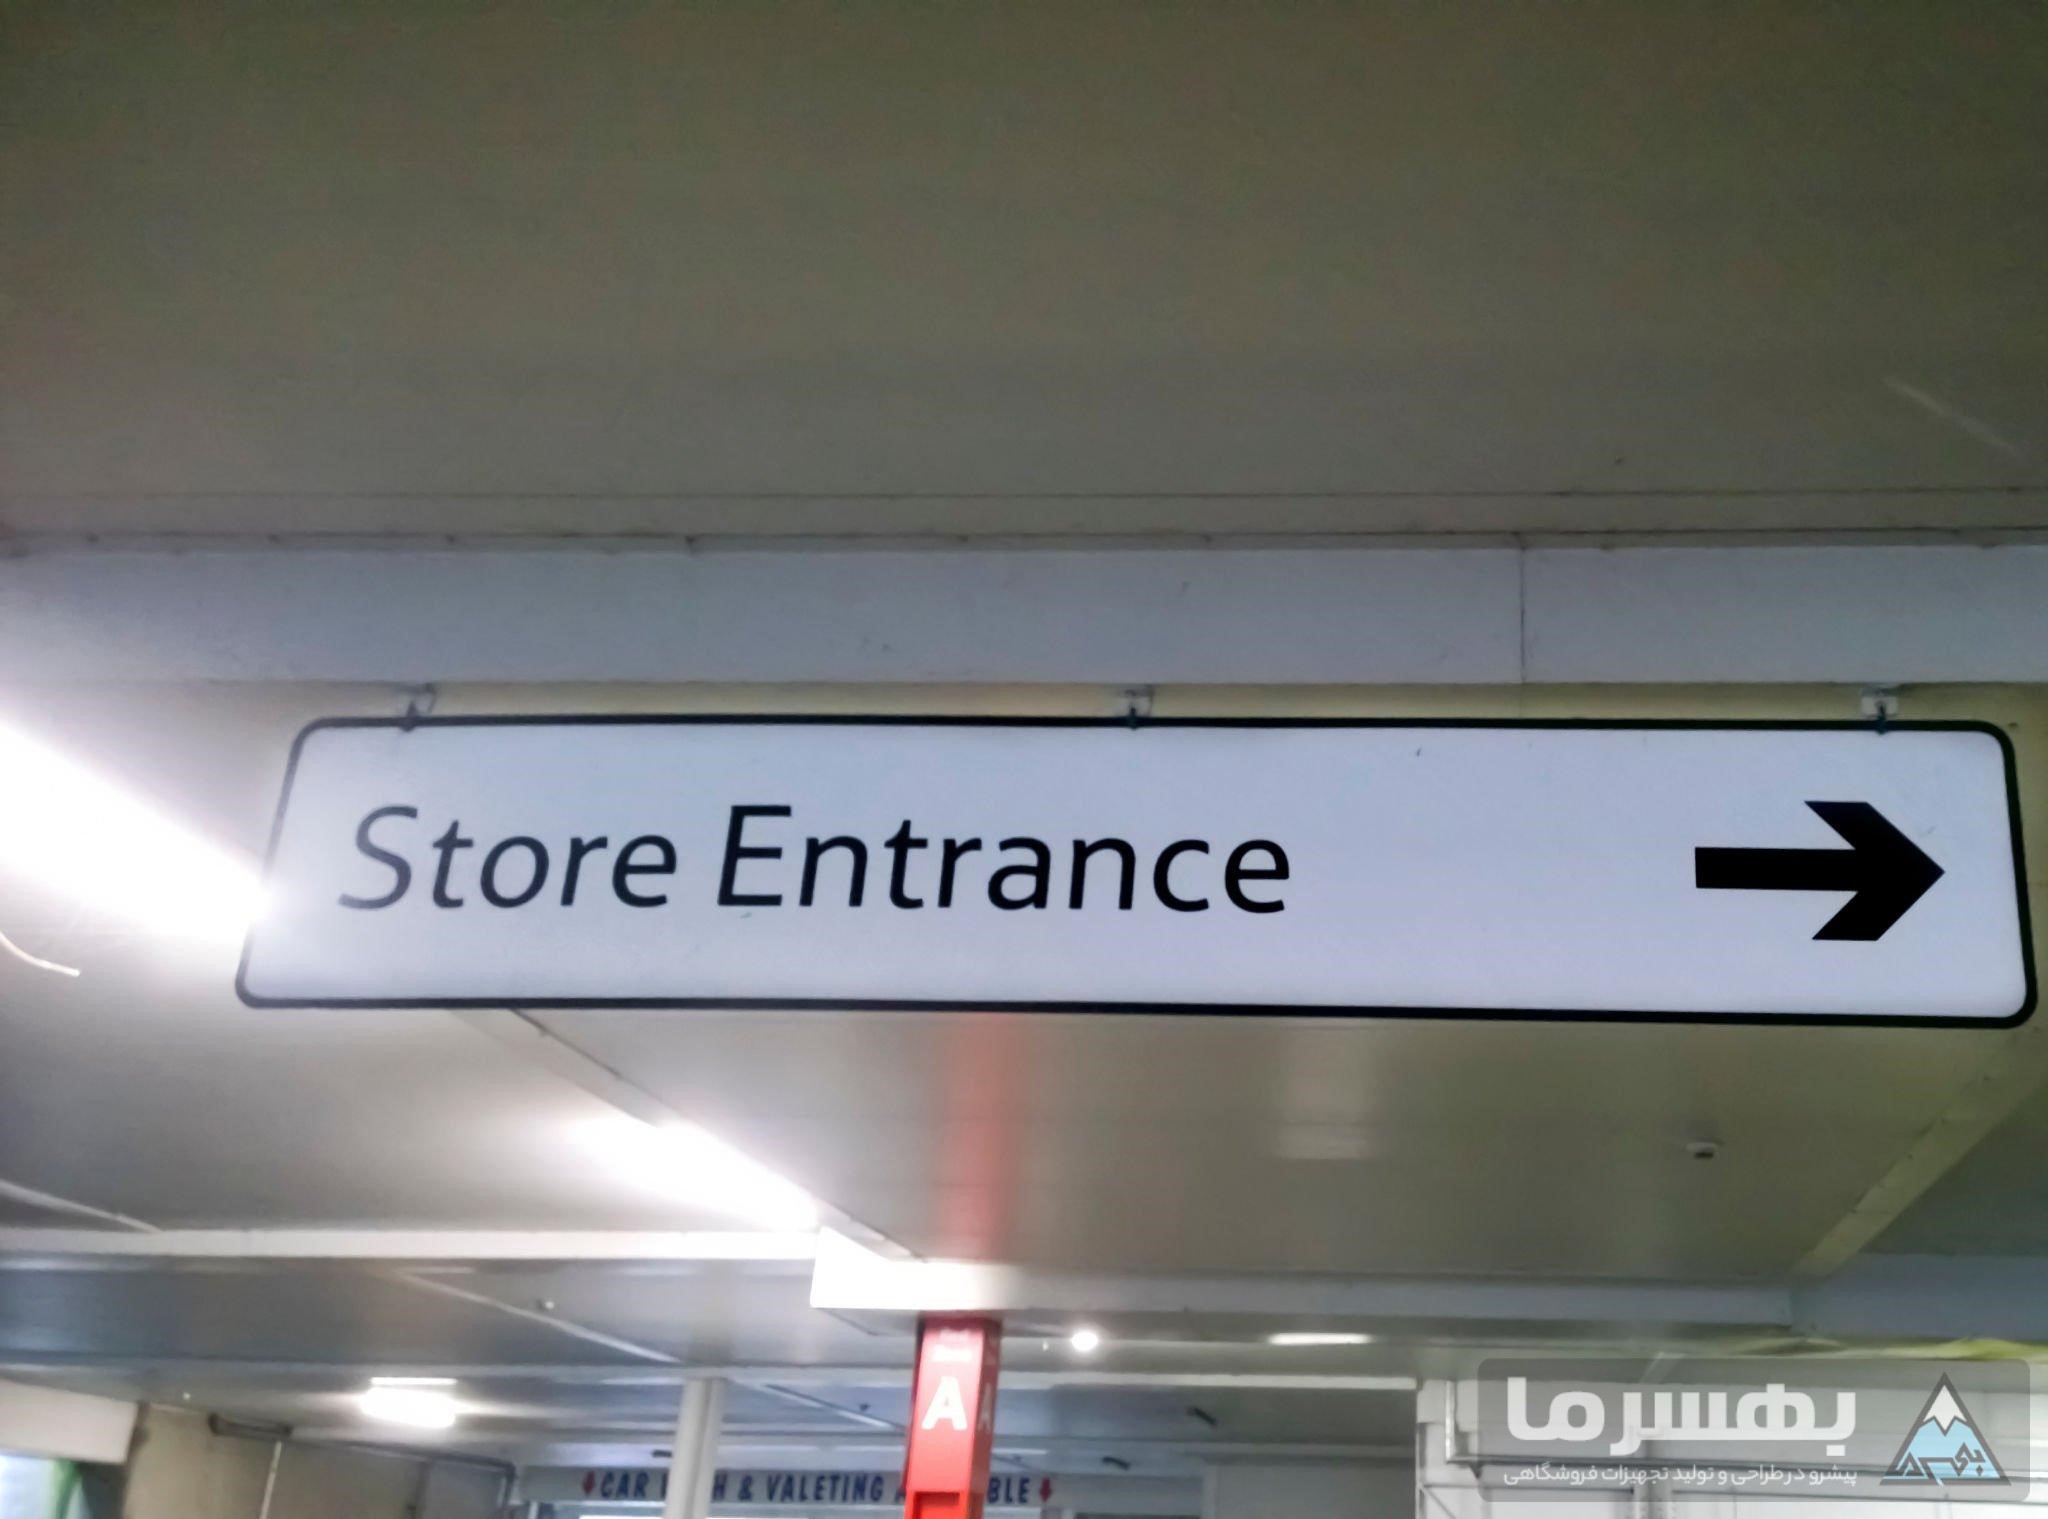 Store Entrance
A
A
CAR W H & VALETING A BLE
بهسرما
پیشرو در طراحی و تولید تجهیزات فروشگاهی